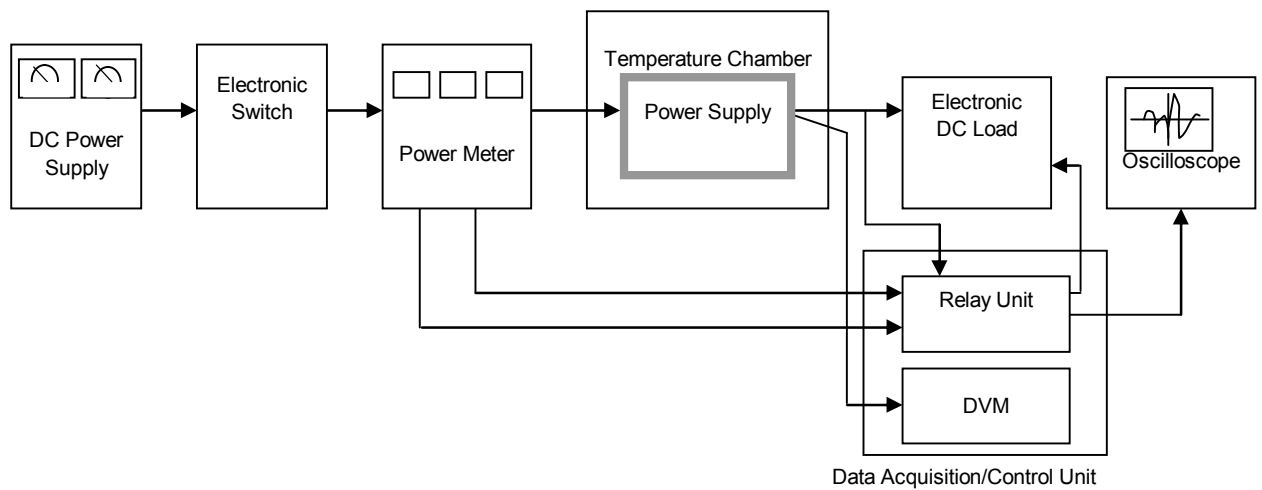 DC Power
Supply
Electronic
Switch
Power Meter
Temperature Chamber
Power Supply
Electronic
DC Load
Oscilloscope
Relay Unit
DVM
Data Acquisition/Control Unit